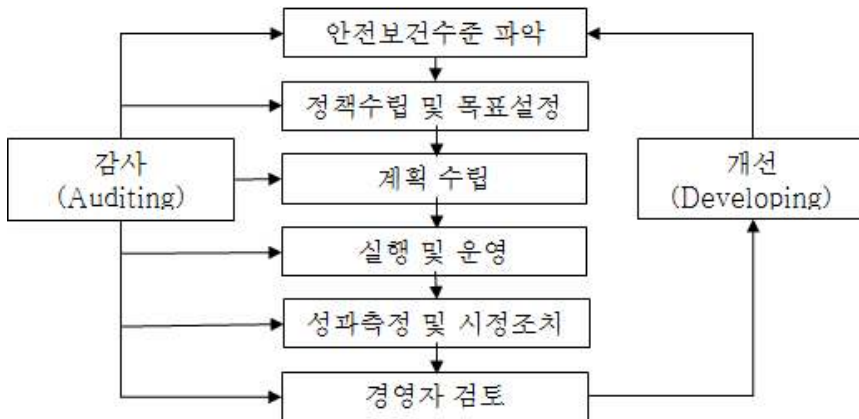 안전보건수준 파악
정책수립 및 목표설정
감사
(Auditing)
계획 수립
개선
(Developing)
실행 및 운영
성과측정 및 시정조치
경영자 검토